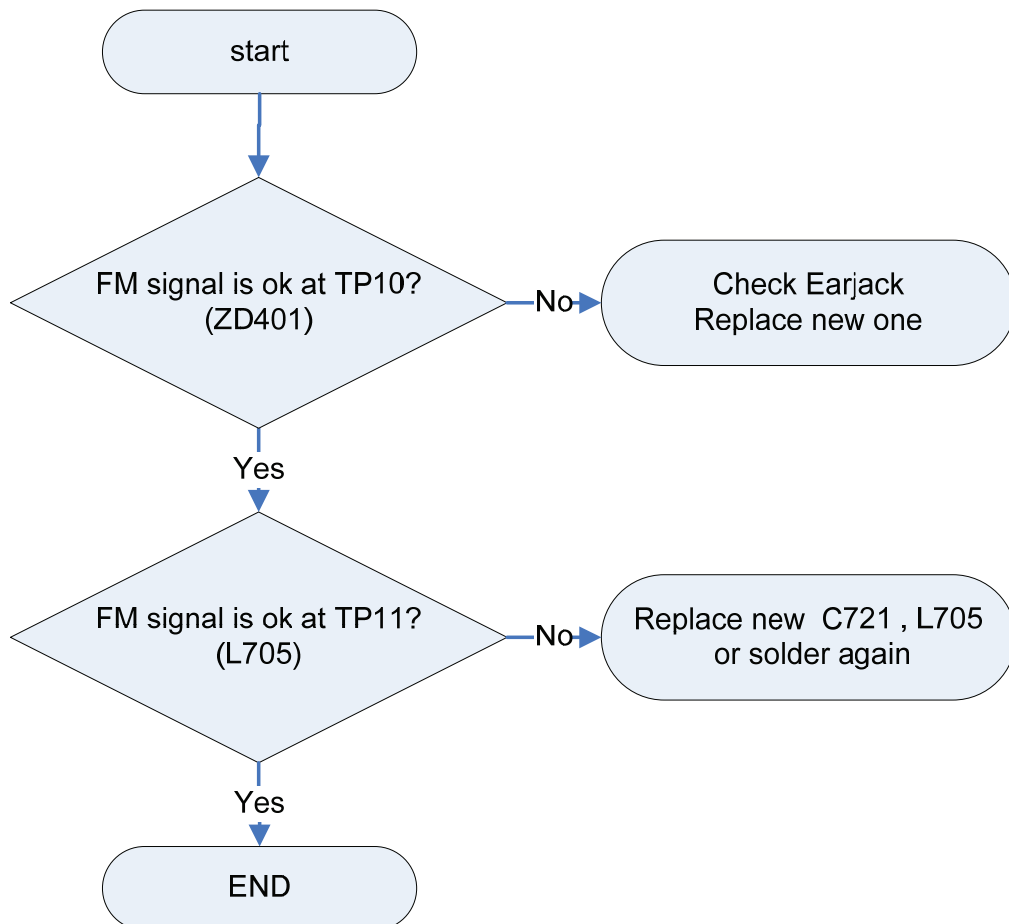 start
FM signal is ok at TP10?
(ZD401)
No
Check Earjack
Replace new one
Yes
FM signal is ok at TP11?
(L705)
No
Replace new  C721 , L705
or solder again
Yes
END